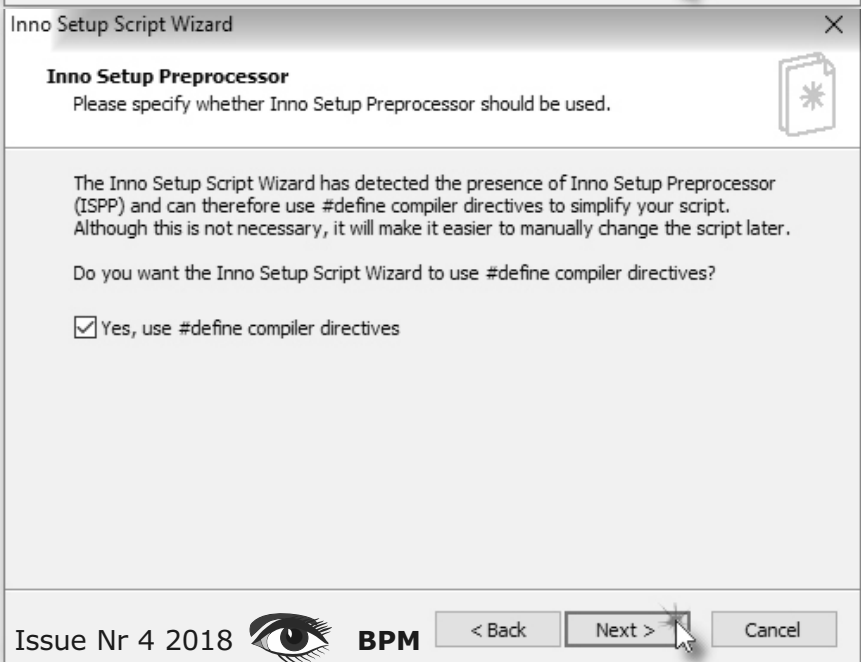 Inno Setup Script Wizard
Inno Setup Preprocessor
Please specify whether Inno Setup Preprocessor should be used.
The Inno Setup Script Wizard has detected the presence of Inno Setup Preprocessor
(ISPP) and can therefore use #define compiler directives to simplify your script.
Although this is not necessary, it will make it easier to manually change the script later.
Do you want the Inno Setup Script Wizard to use #define compiler directives?
Yes, use #define compiler directives
Issue Nr 4 2018 BPM < Back Next > Cancel